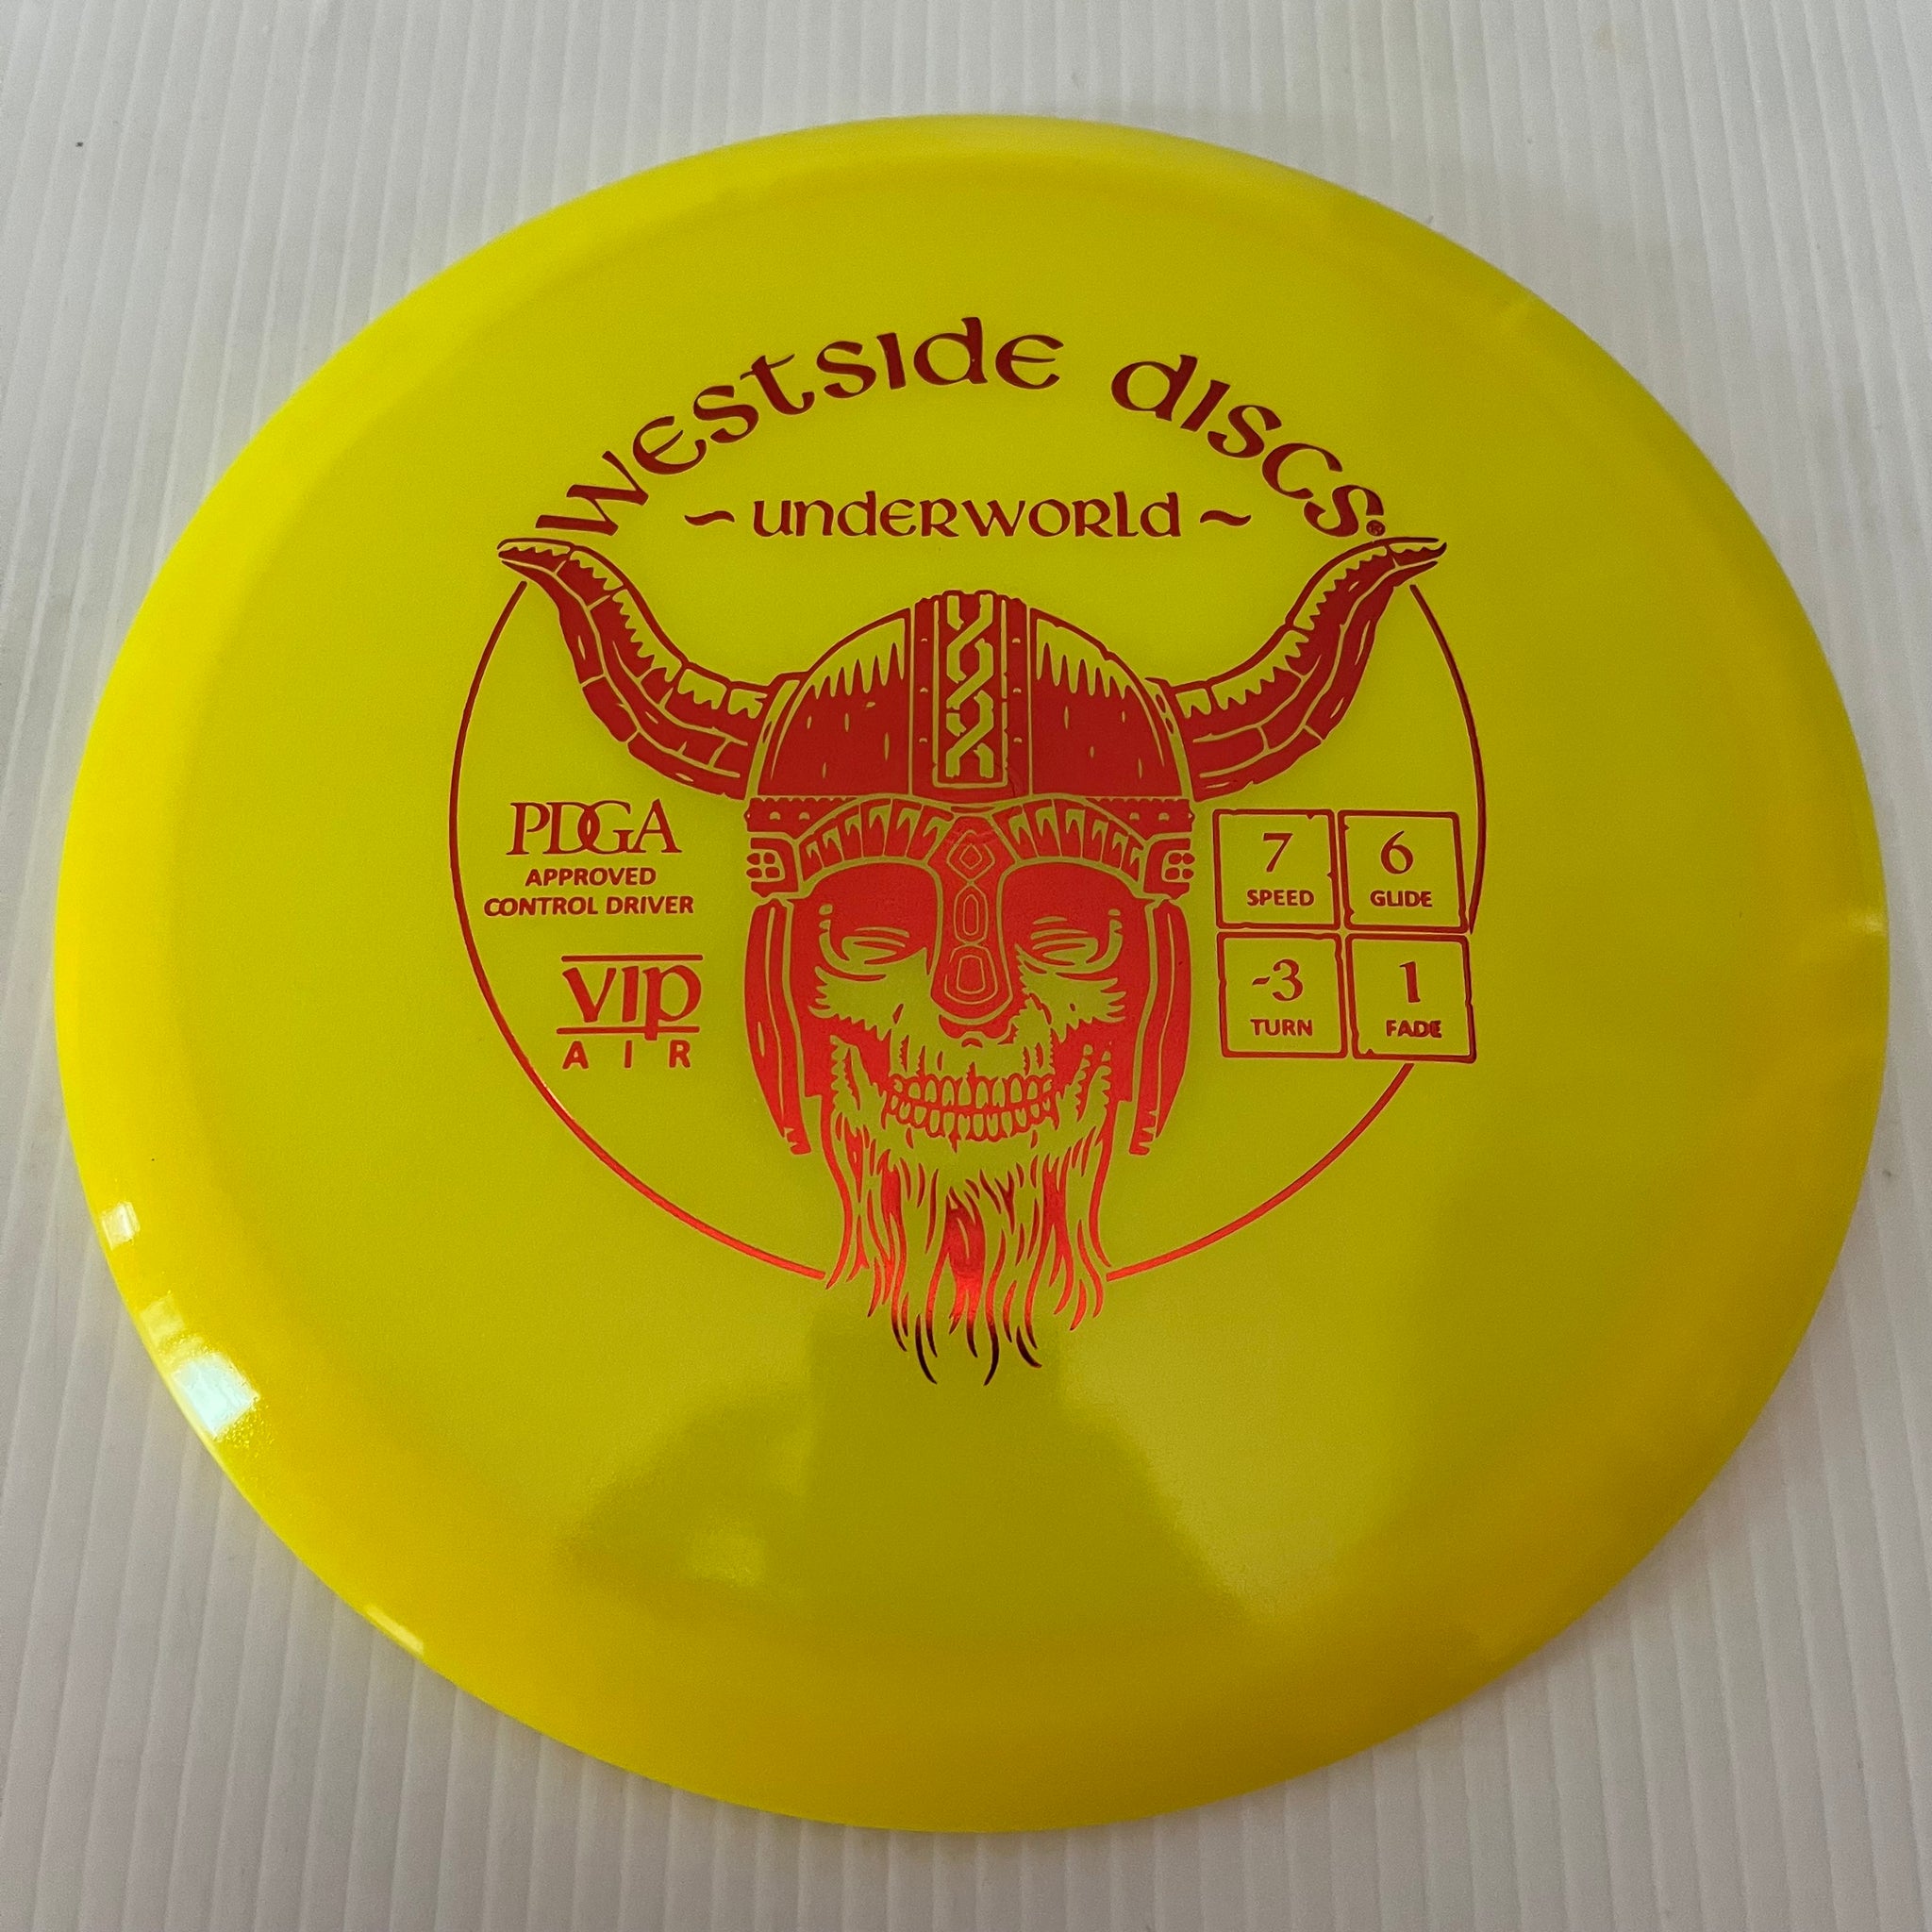 westside discs®
~ underworld ~
PDGA
APPROVED
CONTROL DRIVER
VIP
AIR
7 6
SPEED GLIDE
-3 1
TURN FADE